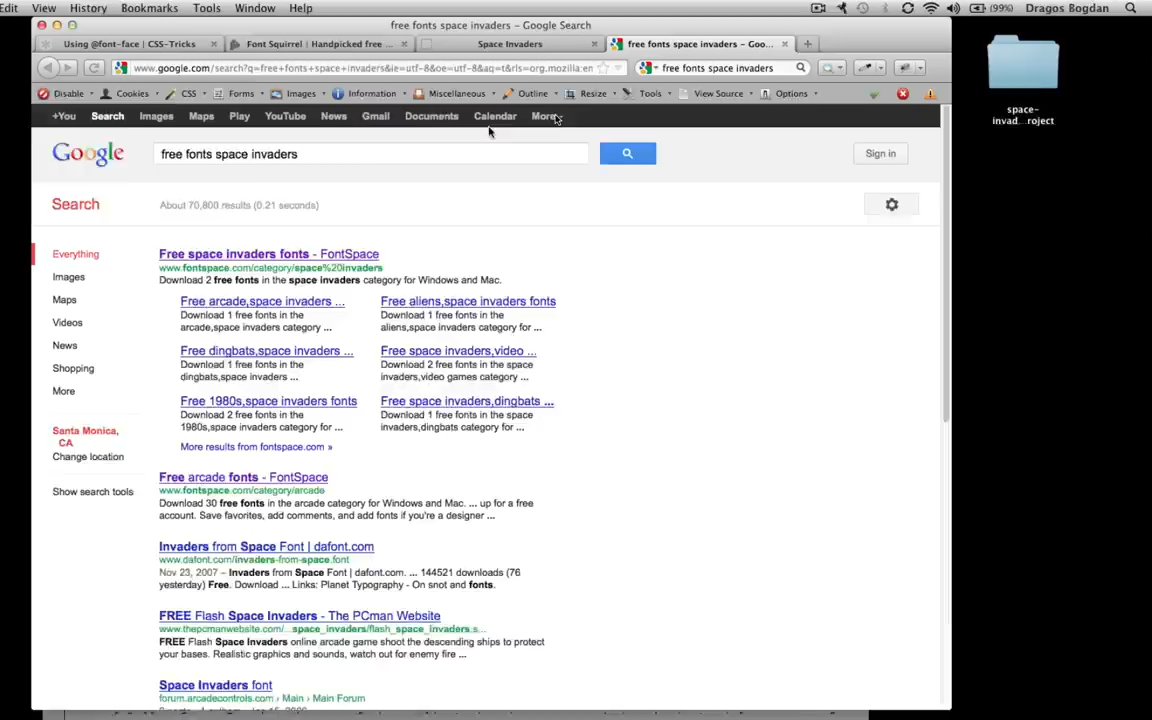 Edit View History Bookmarks Tools Window Help (99%) Dragos Bogdan
free fonts space invaders – Google Search
Using @font-face | CSS-Tricks Font Squirrel | Handpicked free ... Space Invaders free fonts space invaders – Goo...
www.google.com/search?q=free+fonts+space+invaders&ie=utf-8&oe=utf-8&aq=t&rls=org.mozilla:en free fonts space invaders
Disable Cookies CSS Forms Images Information Miscellaneous Outline Resize Tools View Source Options
+You Search Images Maps Play YouTube News Gmail Documents Calendar More
Google free fonts space invaders Sign in
Search About 70,800 results (0.21 seconds)
Everything
Images
Maps
Videos
News
Shopping
More
Santa Monica,
CA
Change location
Show search tools
Free space invaders fonts - FontSpace
www.fontspace.com/category/space%20invaders
Download 2 free fonts in the space invaders category for Windows and Mac.
Free arcade,space invaders ...
Download 1 free fonts in the
arcade,space invaders category ...
Free aliens,space invaders fonts
Download 1 free fonts in the
aliens,space invaders category for ...
Free dingbats,space invaders ...
Download 1 free fonts in the
dingbats,space invaders ...
Free space invaders,video ...
Download 2 free fonts in the space
invaders,video games category ...
Free 1980s,space invaders fonts
Download 2 free fonts in the
1980s,space invaders category for ...
Free space invaders,dingbats ...
Download 1 free fonts in the space
invaders,dingbats category for ...
More results from fontspace.com »
Free arcade fonts - FontSpace
www.fontspace.com/category/arcade
Download 30 free fonts in the arcade category for Windows and Mac. ... up for a free
account. Save favorites, add comments, and add fonts if you're a designer ...
Invaders from Space Font | dafont.com
www.dafont.com/invaders-from-space.font
Nov 23, 2007 – Invaders from Space Font | dafont.com. ... 144521 downloads (76
yesterday) Free. Download ... Links: Planet Typography - On snot and fonts.
FREE Flash Space Invaders - The PCman Website
www.thepcmanwebsite.com/...space_invaders/flash_space_invaders.s...
FREE Flash Space Invaders online arcade game shoot the descending ships to protect
your bases. Realistic graphics and sounds, watch out for enemy fire ...
Space Invaders font
forum.arcadecontrols.com › Main › Main Forum
space-
invad...roject